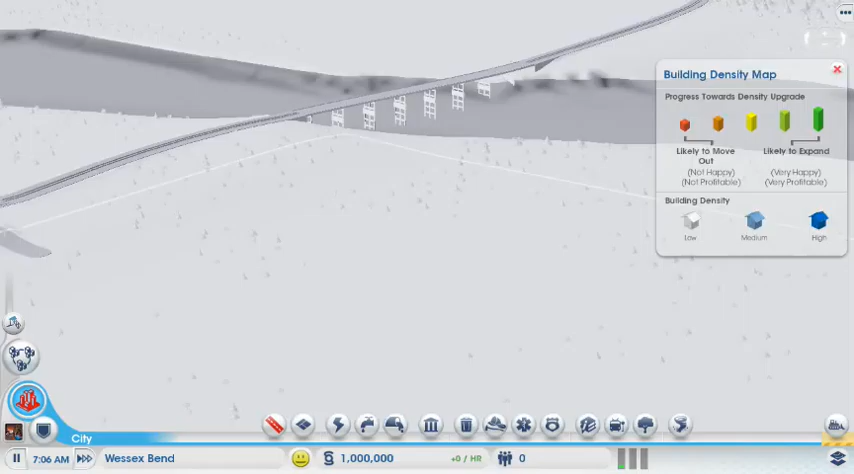 Building Density Map
Progress Towards Density Upgrade
Likely to Move Out
(Not Happy)
(Not Profitable)
Likely to Expand
(Very Happy)
(Very Profitable)
Building Density
Low
Medium
High
City
7:06 AM
Wessex Bend
1,000,000
+0 / HR
0